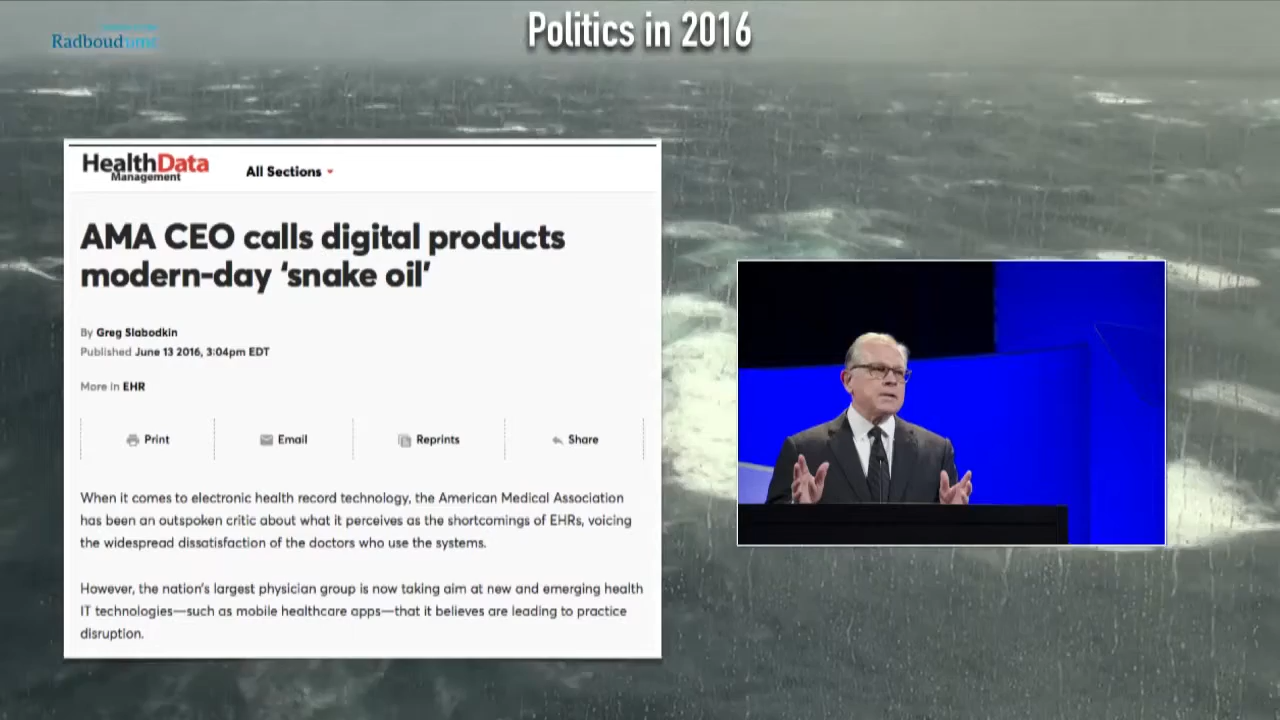 Politics in 2016
Radboudumc
HealthData
Management
All Sections
AMA CEO calls digital products
modern-day ‘snake oil’
By Greg Slabodkin
Published June 13 2016, 3:04pm EDT
More in EHR
Print
Email
Reprints
Share
When it comes to electronic health record technology, the American Medical Association
has been an outspoken critic about what it perceives as the shortcomings of EHRs, voicing
the widespread dissatisfaction of the doctors who use the systems.
However, the nation's largest physician group is now taking aim at new and emerging health
IT technologies—such as mobile healthcare apps—that it believes are leading to practice
disruption.